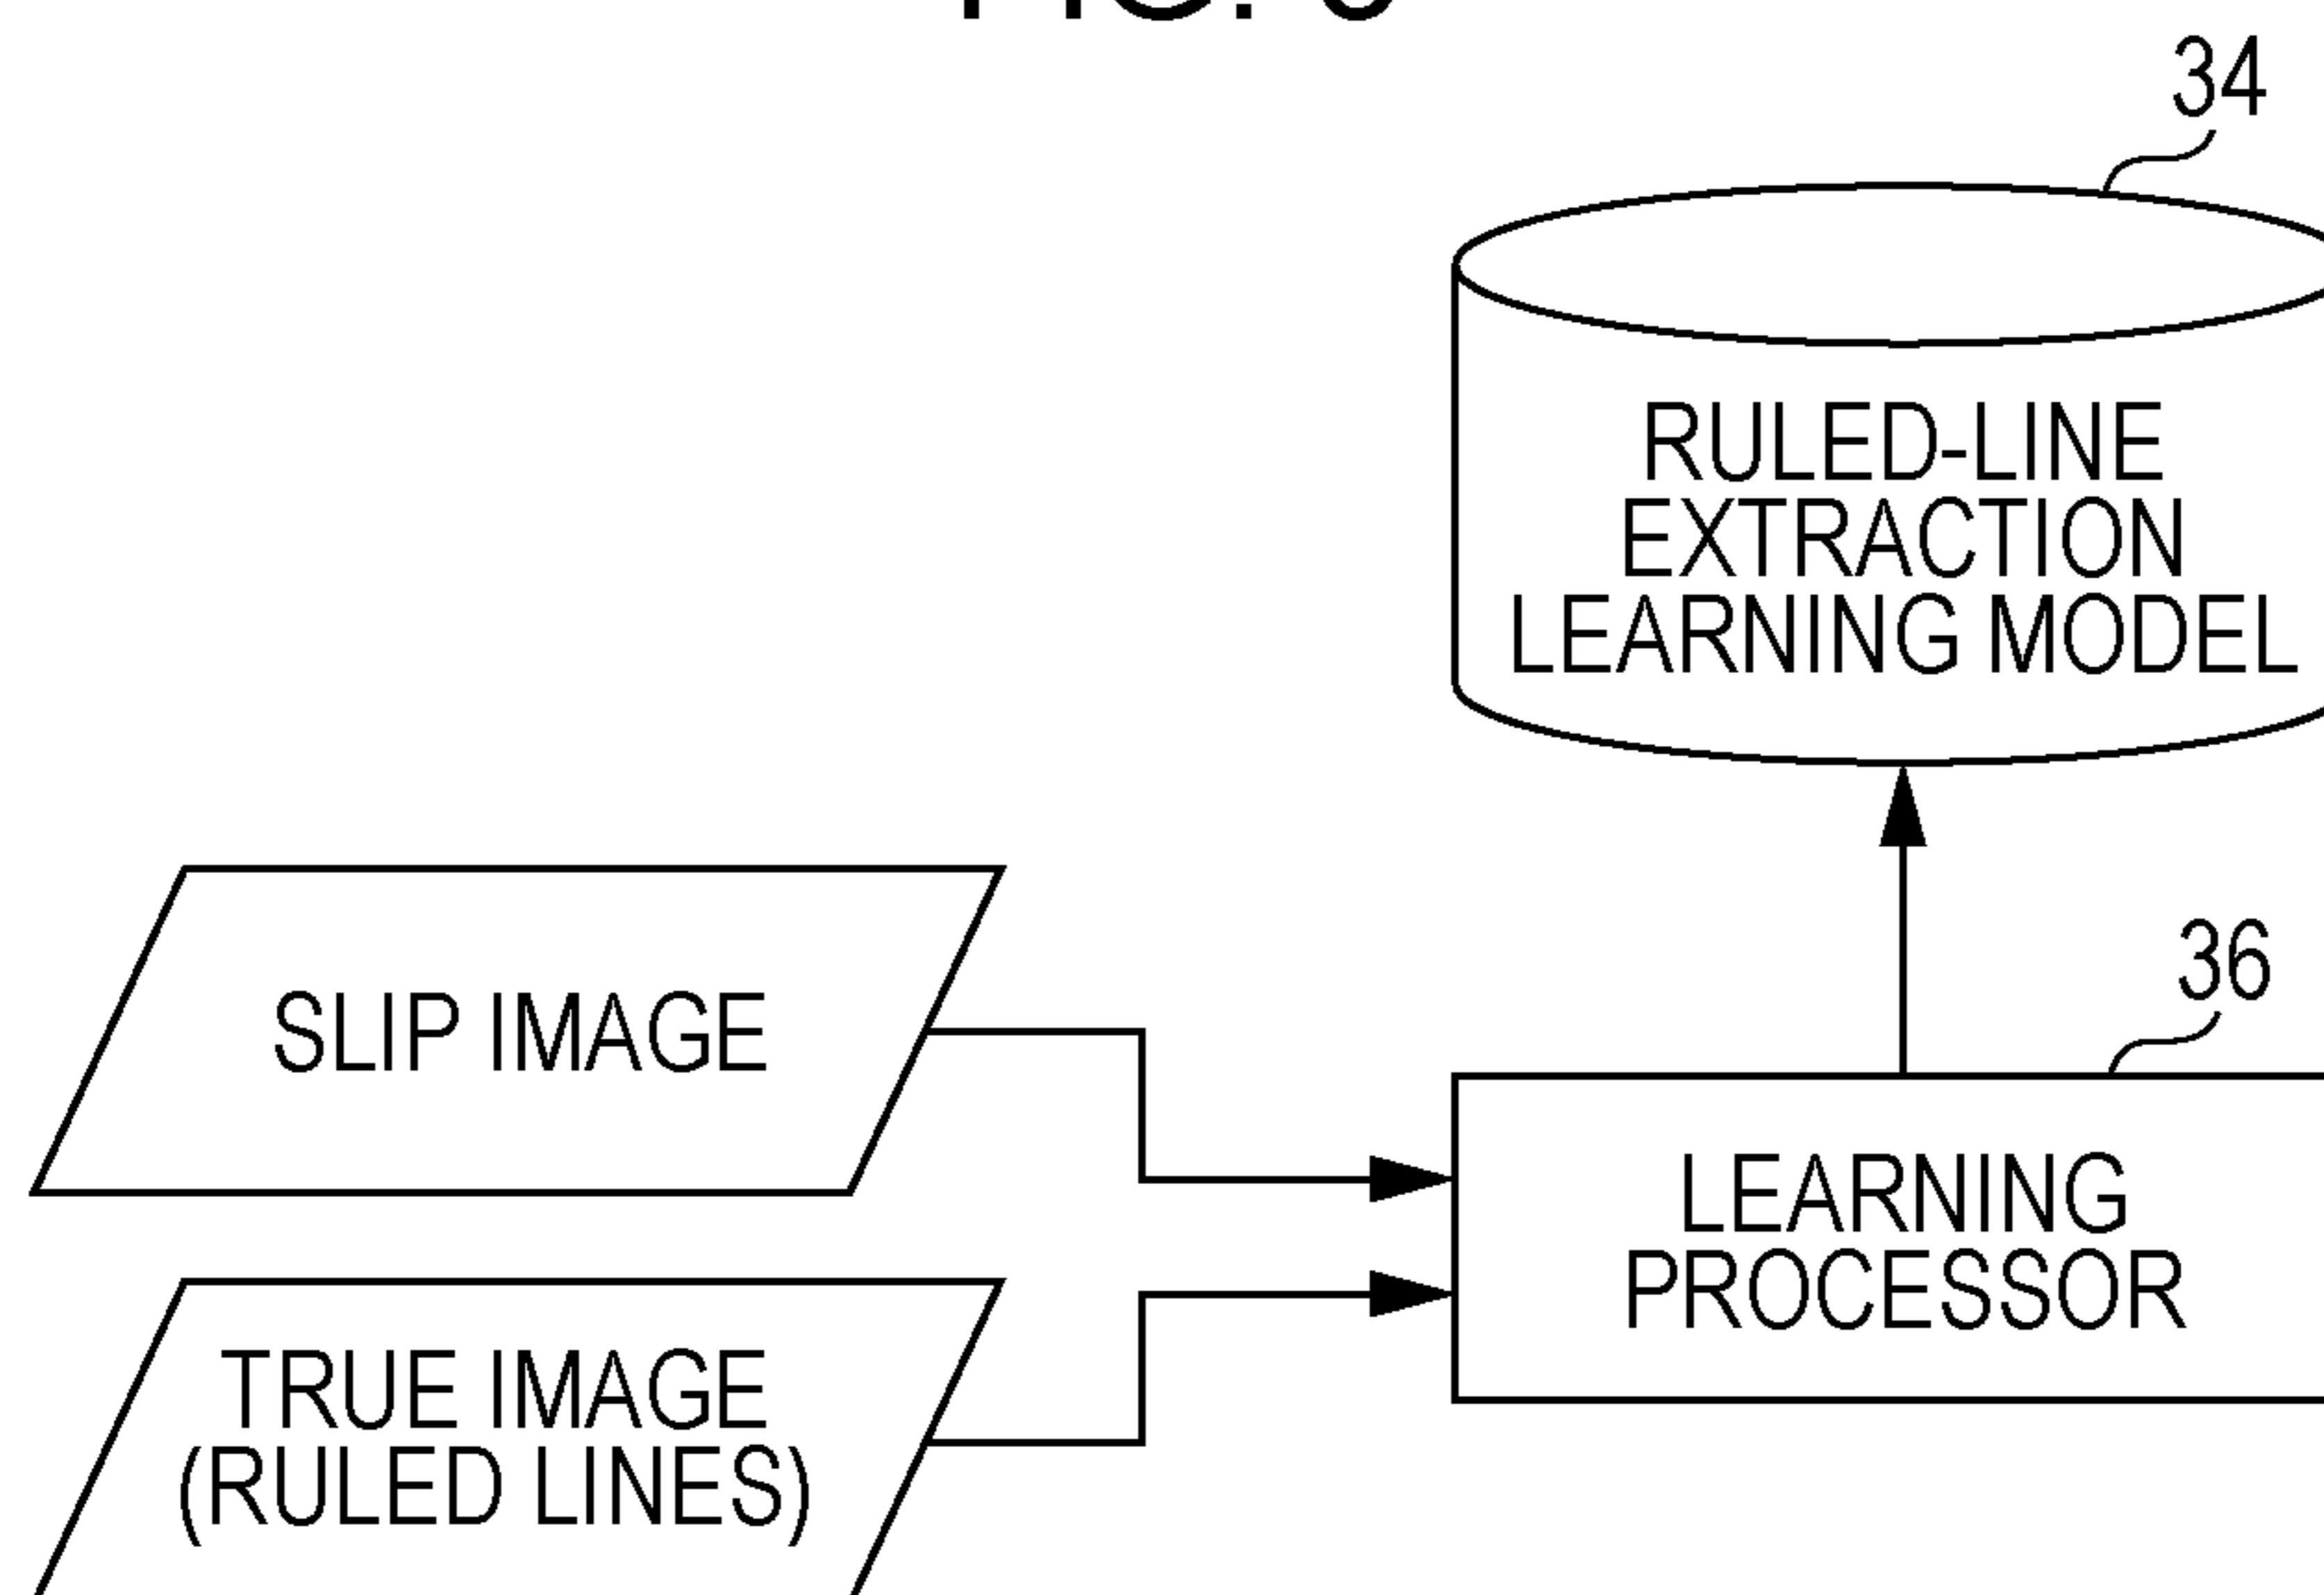 34
RULED-LINE
EXTRACTION
LEARNING MODEL
36
SLIP IMAGE
LEARNING
PROCESSOR
TRUE IMAGE
(RULED LINES)